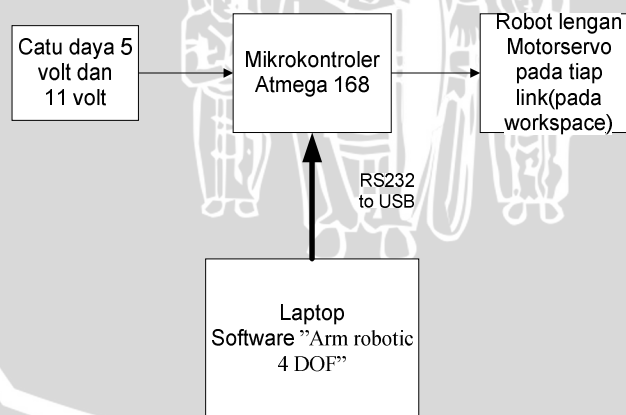 Catu daya 5
volt dan
11 volt
Mikrokontroler
Atmega 168
Robot lengan
Motorservo
pada tiap
link(pada
workspace)
RS232
to USB
Laptop
Software ”Arm robotic
4 DOF”